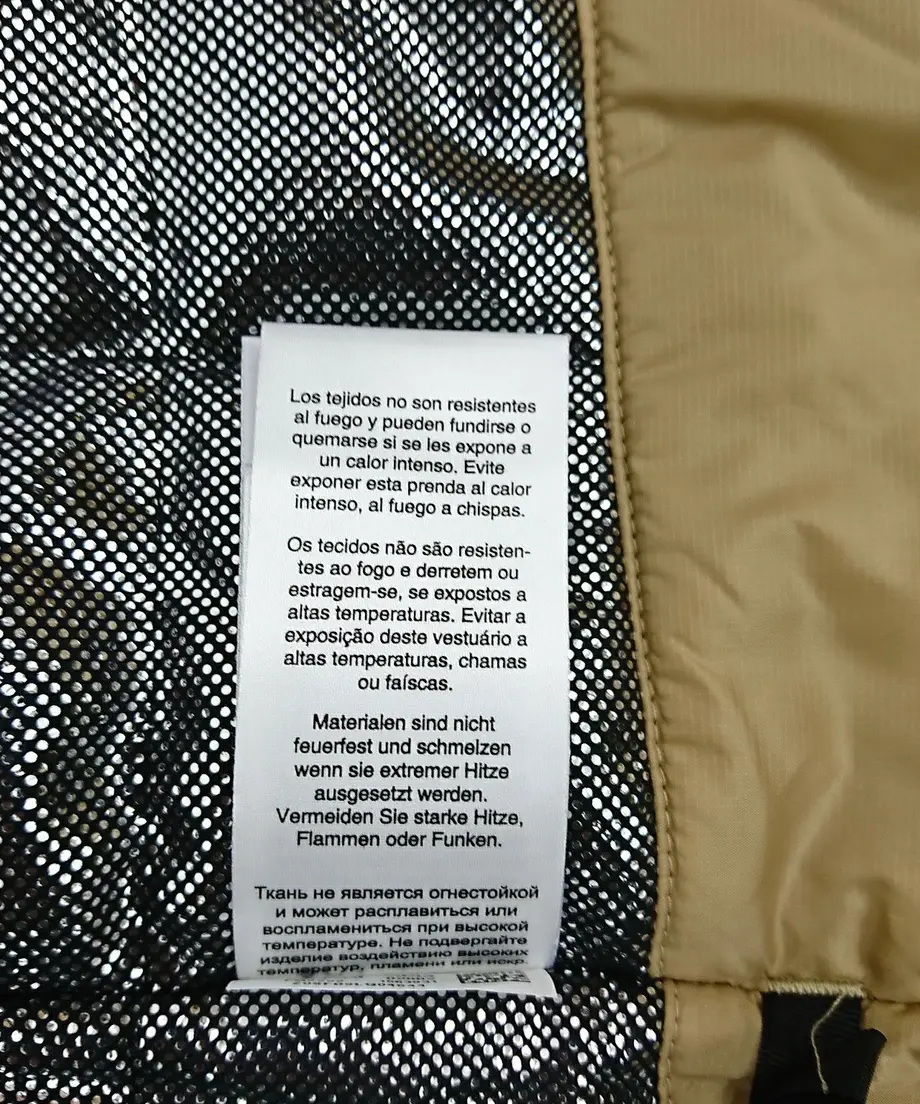 Los tejidos no son resistentes
al fuego y pueden fundirse o
quemarse si se les expone a
un calor intenso. Evite
exponer esta prenda al calor
intenso, al fuego a chispas.
Os tecidos não são resisten-
tes ao fogo e derretem ou
estragem-se, se expostos a
altas temperaturas. Evitar a
exposição deste vestuário a
altas temperaturas, chamas
ou faíscas.
Materialen sind nicht
feuerfest und schmelzen
wenn sie extremer Hitze
ausgesetzt werden.
Vermeiden Sie starke Hitze,
Flammen oder Funken.
Ткань не является огнестойкой
и может расплавиться или
воспламениться при высокой
температуре. Не подвергайте
изделие воздействию высоких
температур, пламени или искр.